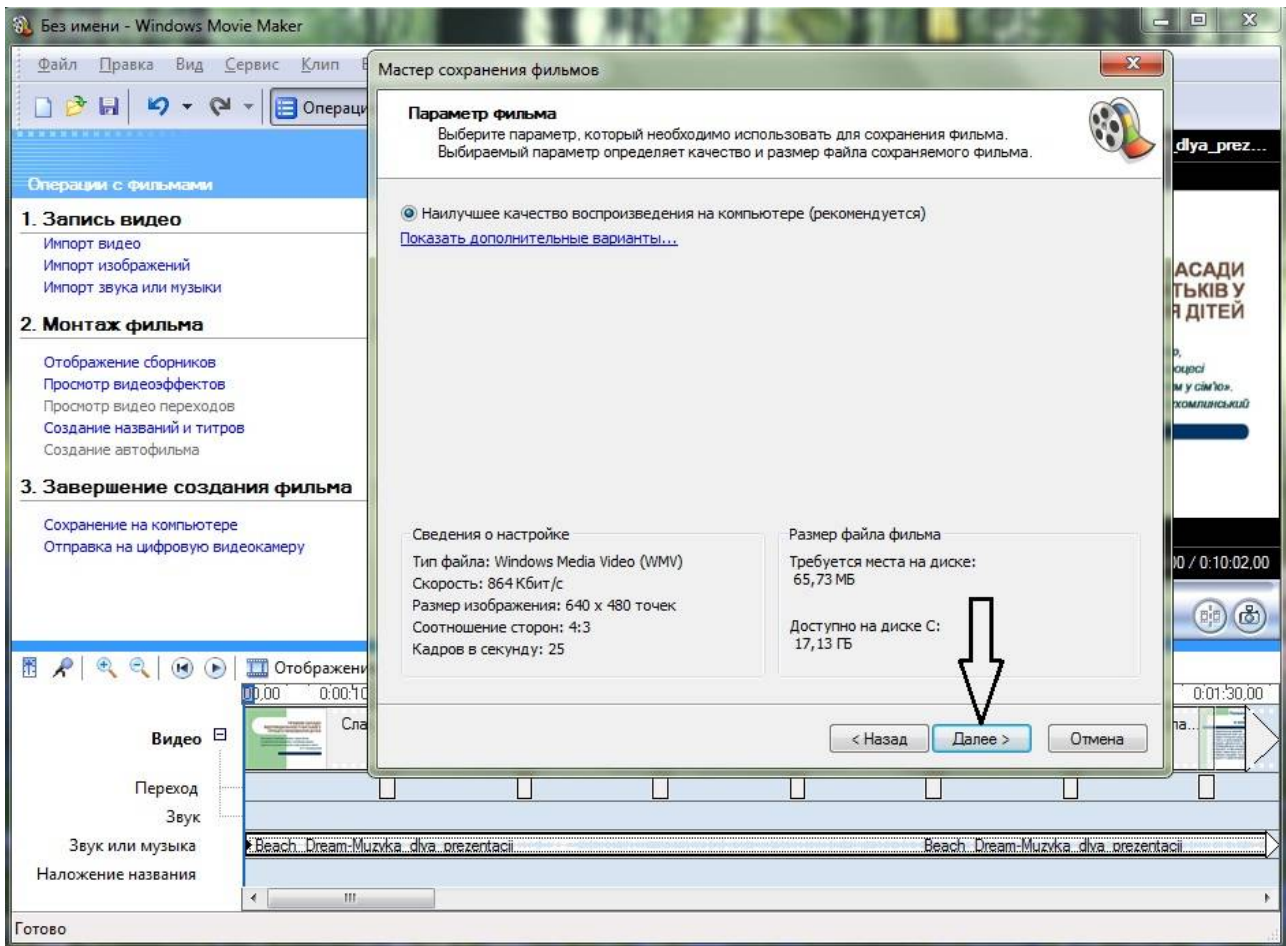 Без имени - Windows Movie Maker
Файл Правка Вид Сервис Клип
Операци
Операции с фильмами
1. Запись видео
Импорт видео
Импорт изображений
Импорт звука или музыки
2. Монтаж фильма
Отображение сборников
Просмотр видеоэффектов
Просмотр видео переходов
Создание названий и титров
Создание автофильма
3. Завершение создания фильма
Сохранение на компьютере
Отправка на цифровую видеокамеру
Мастер сохранения фильмов
Параметр фильма
Выберите параметр, который необходимо использовать для сохранения фильма.
Выбираемый параметр определяет качество и размер файла сохраняемого фильма.
Наилучшее качество воспроизведения на компьютере (рекомендуется)
Показать дополнительные варианты...
Сведения о настройке
Тип файла: Windows Media Video (WMV)
Скорость: 864 Кбит/с
Размер изображения: 640 x 480 точек
Соотношение сторон: 4:3
Кадров в секунду: 25
Размер файла фильма
Требуется места на диске:
65,73 МБ
Доступно на диске C:
17,13 ГБ
< Назад Далее > Отмена
_dlya_prez...
АСАДИ
ТЬКІВ У
Я ДІТЕЙ
оцесі
м у сім'ю».
хомлинський
00 / 0:10:02,00
Отображени
00,00 0:00:10 0:01:30,00
Видео Сла па...
Переход
Звук
Звук или музыка Beach_Dream-Muzyka_dlya_prezentacii Beach_Dream-Muzyka_dlya_prezentacii
Наложение названия
Готово